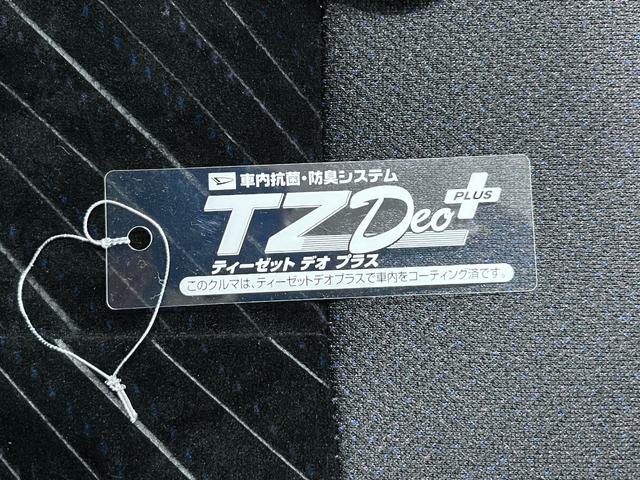 車内抗菌・防臭システム
TZ Deo PLUS
ティーゼット デオ プラス
このクルマは、ティーゼットデオプラスで車内をコーティング済です。